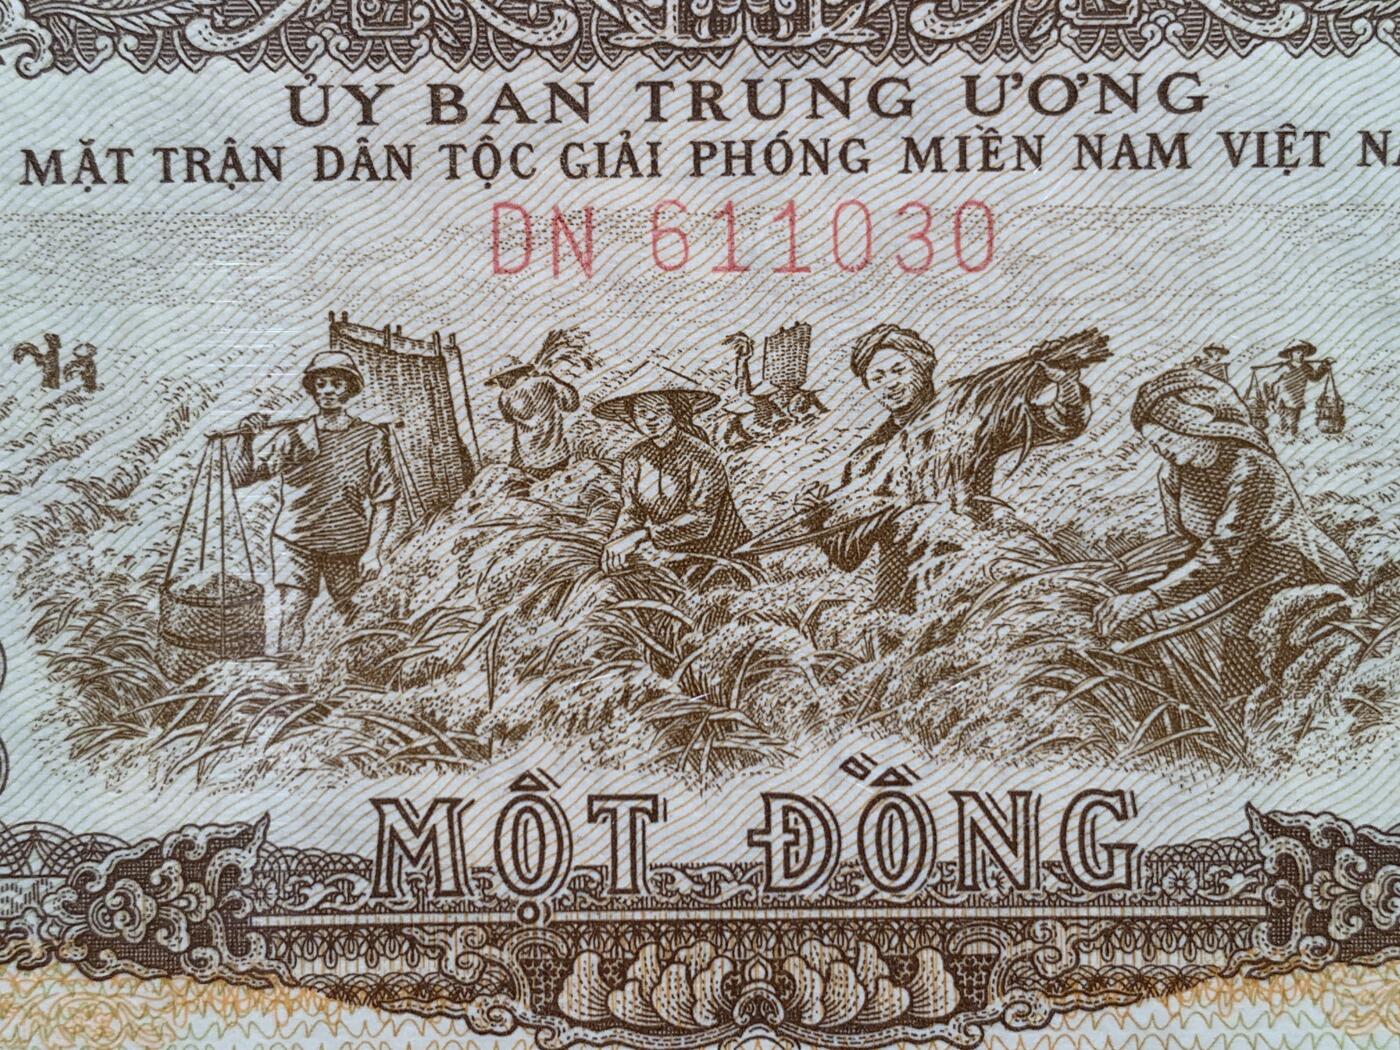 ỦY BAN TRUNG ƯƠNG
MẶT TRẬN DÂN TỘC GIẢI PHÓNG MIỀN NAM VIỆT N
DN 611030
MỘT ĐỒNG